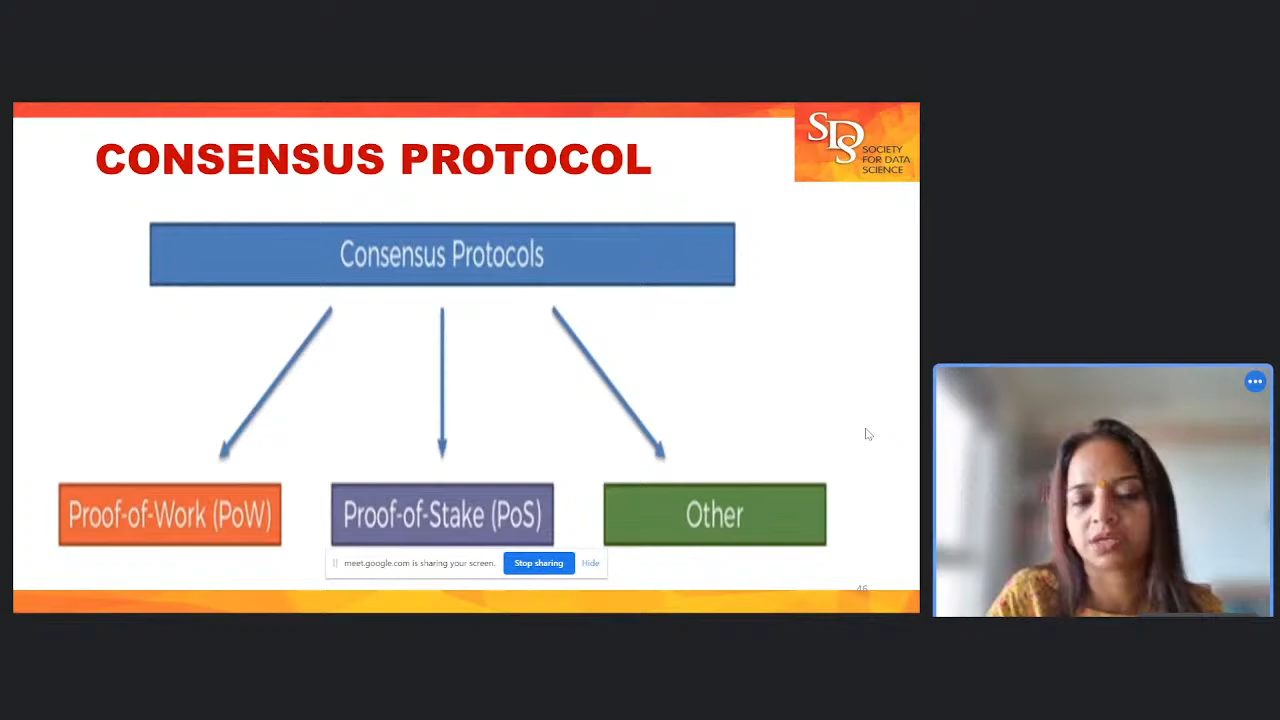 CONSENSUS PROTOCOL
SDS
SOCIETY
FOR DATA
SCIENCE
Consensus Protocols
Proof-of-Work (PoW)
Proof-of-Stake (PoS)
Other
meet.google.com is sharing your screen.
Stop sharing
Hide
46